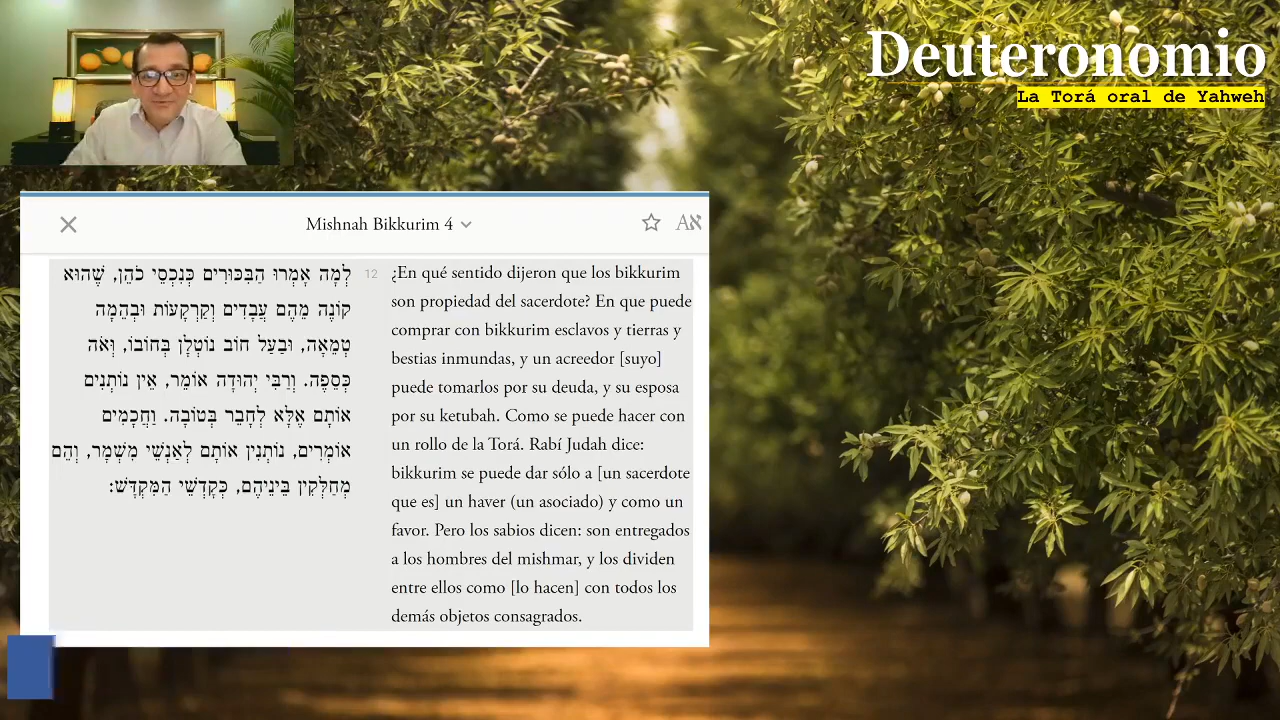 Deuteronomio
La Torá oral de Yahweh
Mishnah Bikkurim 4
Aא
לְמָה אָמְרוּ הַבִּכּוּרִים כְּנִכְסֵי כֹהֵן, שֶׁהוּא
קוֹנֶה מֵהֶם עֲבָדִים וְקַרְקָעוֹת וּבְהֵמָה
טְמֵאָה, וּבַעַל חוֹב נוֹטְלָן בְּחוֹבוֹ, וְאֹה
כְּסֵפֶה. וְרַבִּי יְהוּדָה אוֹמֵר, אֵין נוֹתְנִים
אוֹתָם אֶלָּא לְחָבֵר בְּטוֹבָה. וַחֲכָמִים
אוֹמְרִים, נוֹתְנִין אוֹתָם לְאַנְשֵׁי מִשְׁמָר, וְהֵם
מְחַלְּקִין בֵּינֵיהֶם, כְּקָדְשֵׁי הַמִּקְדָּשׁ:
12
¿En qué sentido dijeron que los bikkurim
son propiedad del sacerdote? En que puede
comprar con bikkurim esclavos y tierras y
bestias inmundas, y un acreedor [suyo]
puede tomarlos por su deuda, y su esposa
por su ketubah. Como se puede hacer con
un rollo de la Torá. Rabí Judah dice:
bikkurim se puede dar sólo a [un sacerdote
que es] un haver (un asociado) y como un
favor. Pero los sabios dicen: son entregados
a los hombres del mishmar, y los dividen
entre ellos como [lo hacen] con todos los
demás objetos consagrados.